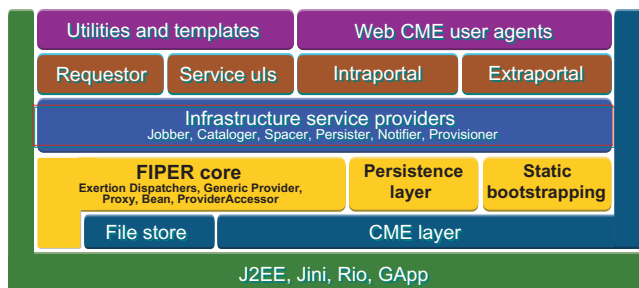 Utilities and templates
Web CME user agents
Requestor
Service uIs
Intraportal
Extraportal
Infrastructure service providers
Jobber, Cataloger, Spacer, Persister, Notifier, Provisioner
FIPER core
Exertion Dispatchers, Generic Provider,
Proxy, Bean, ProviderAccessor
Persistence
layer
Static
bootstrapping
File store
CME layer
J2EE, Jini, Rio, GApp